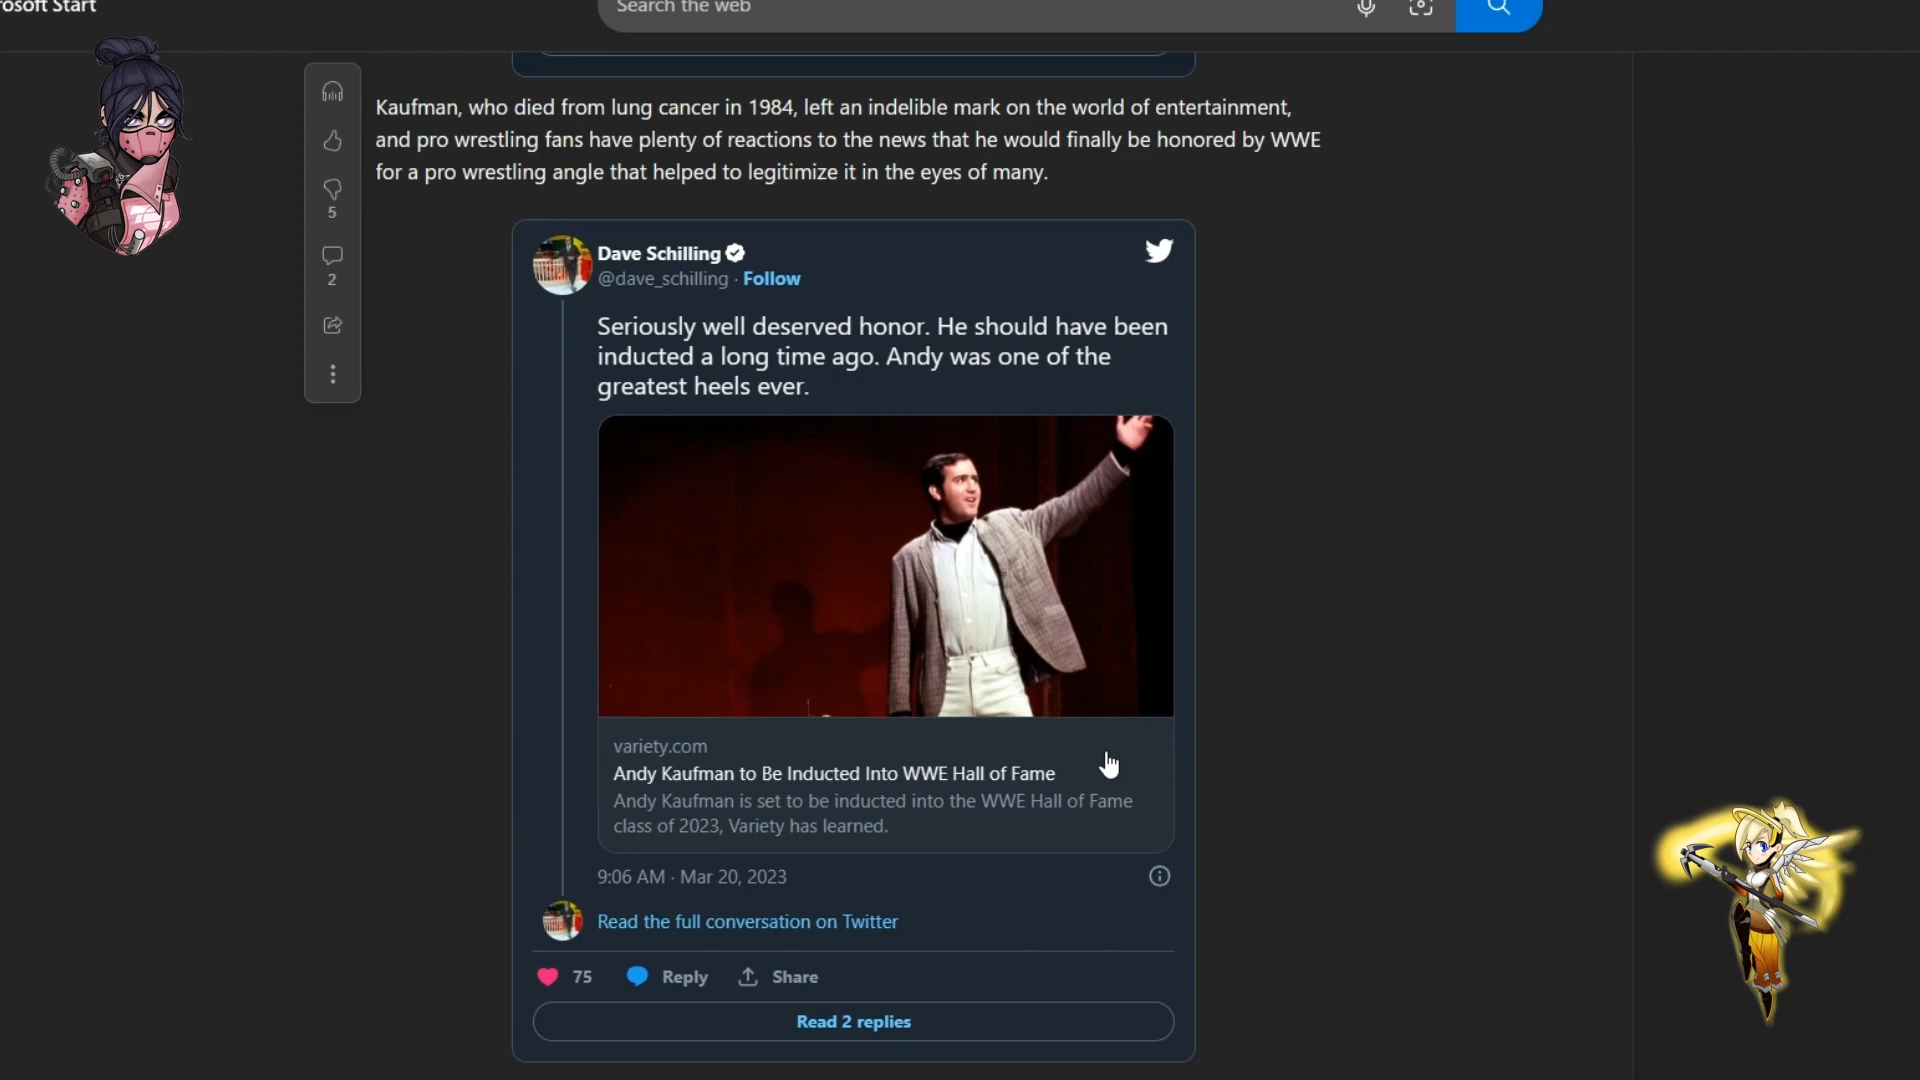 rosoft Start
Search the web
Kaufman, who died from lung cancer in 1984, left an indelible mark on the world of entertainment,
and pro wrestling fans have plenty of reactions to the news that he would finally be honored by WWE
for a pro wrestling angle that helped to legitimize it in the eyes of many.
5
2
Dave Schilling
@dave_schilling · Follow
Seriously well deserved honor. He should have been
inducted a long time ago. Andy was one of the
greatest heels ever.
variety.com
Andy Kaufman to Be Inducted Into WWE Hall of Fame
Andy Kaufman is set to be inducted into the WWE Hall of Fame
class of 2023, Variety has learned.
9:06 AM · Mar 20, 2023
Read the full conversation on Twitter
75 Reply Share
Read 2 replies